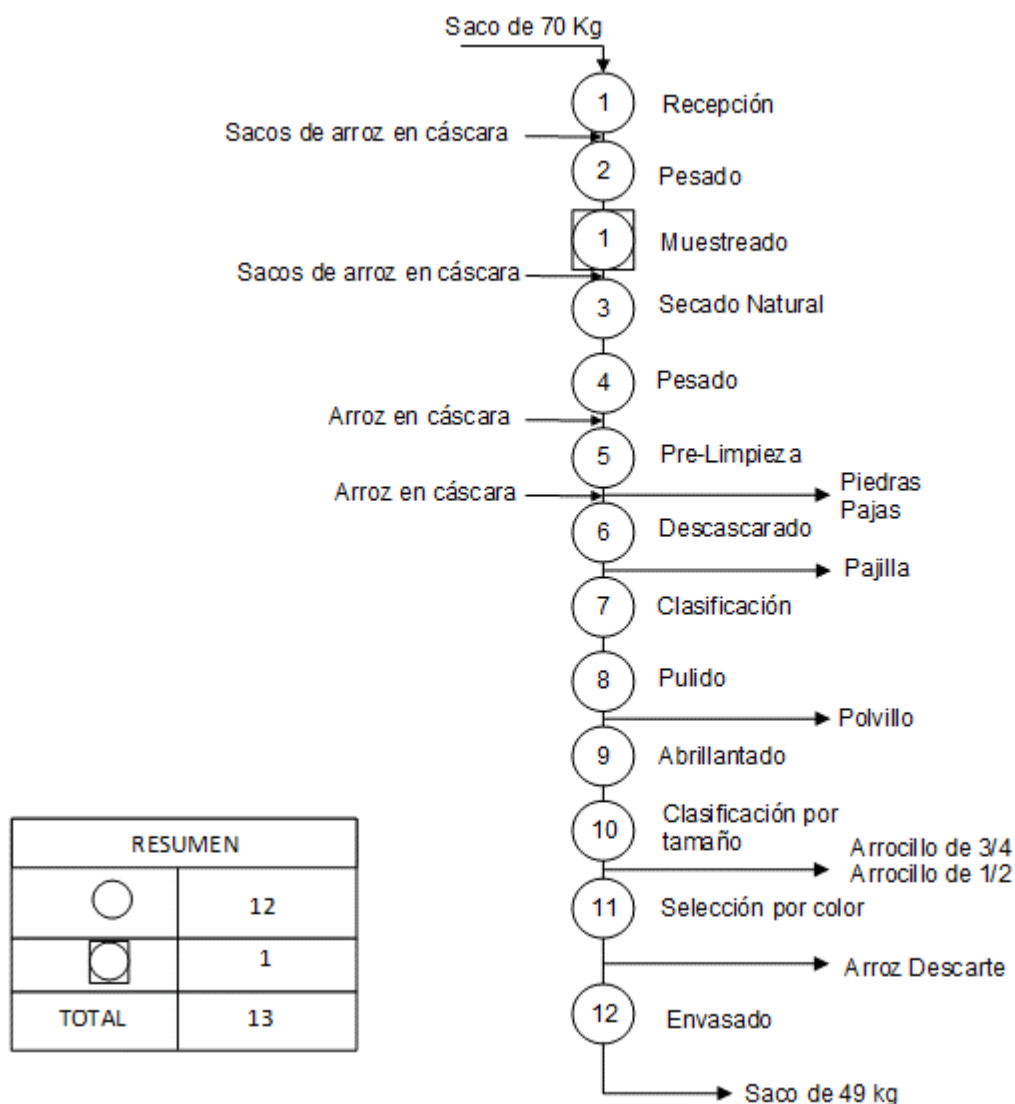 Saco de 70 Kg
1 Recepción
Sacos de arroz en cáscara
2 Pesado
1 Muestreado
Sacos de arroz en cáscara
3 Secado Natural
4 Pesado
Arroz en cáscara
5 Pre-Limpieza
Arroz en cáscara
Piedras
Pajas
6 Descascarado
Pajilla
7 Clasificación
8 Pulido
Polvillo
9 Abrillantado
10 Clasificación por
tamaño
Arrocillo de 3/4
Arrocillo de 1/2
11 Selección por color
Arroz Descarte
12 Envasado
Saco de 49 kg
RESUMEN
12
1
TOTAL 13